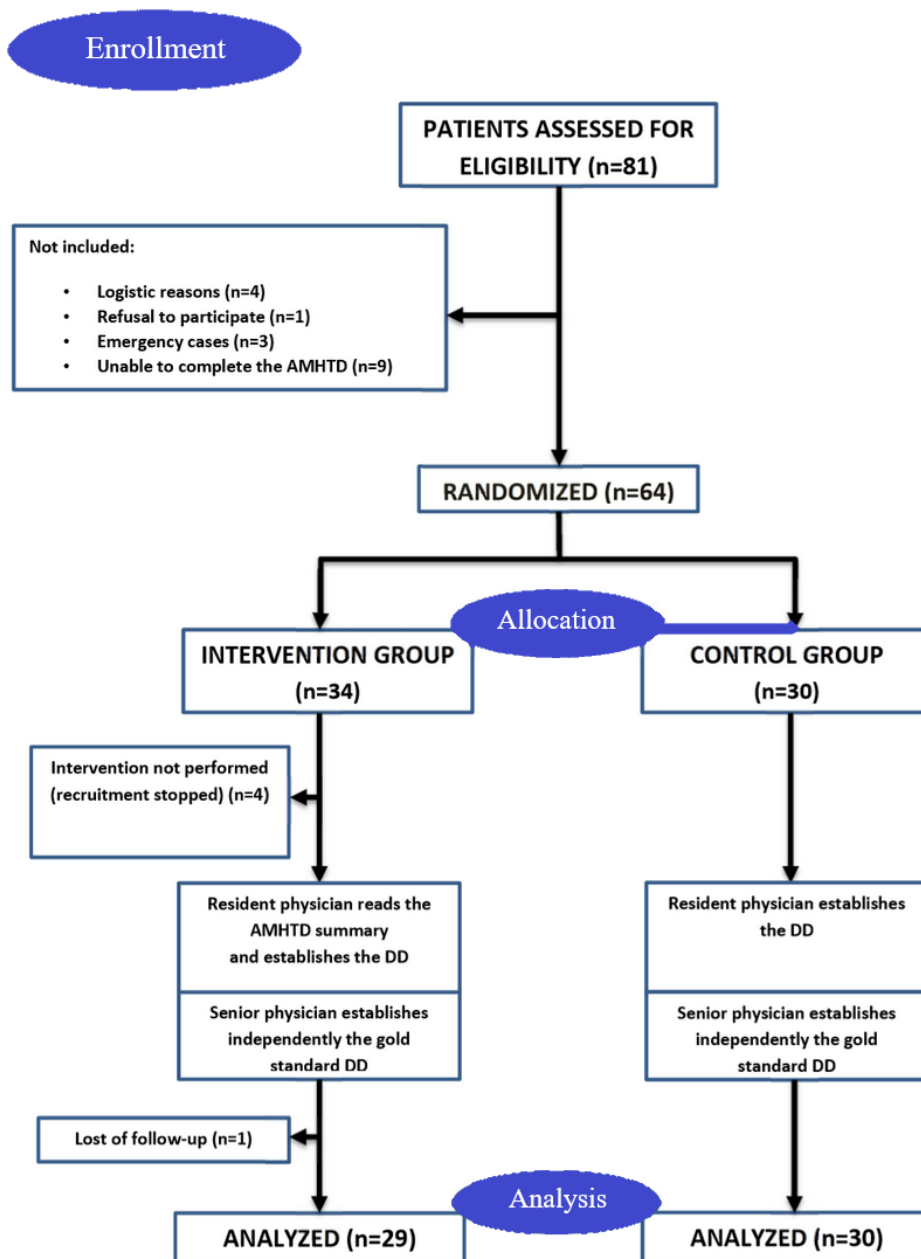 Enrollment
PATIENTS ASSESSED FOR
ELIGIBILITY (n=81)
Not included:
• Logistic reasons (n=4)
• Refusal to participate (n=1)
• Emergency cases (n=3)
• Unable to complete the AMHTD (n=9)
RANDOMIZED (n=64)
Allocation
INTERVENTION GROUP
(n=34)
CONTROL GROUP
(n=30)
Intervention not performed
(recruitment stopped) (n=4)
Resident physician reads the
AMHTD summary
and establishes the DD
Resident physician establishes
the DD
Senior physician establishes
independently the gold
standard DD
Senior physician establishes
independently the gold
standard DD
Lost of follow-up (n=1)
Analysis
ANALYZED (n=29)
ANALYZED (n=30)